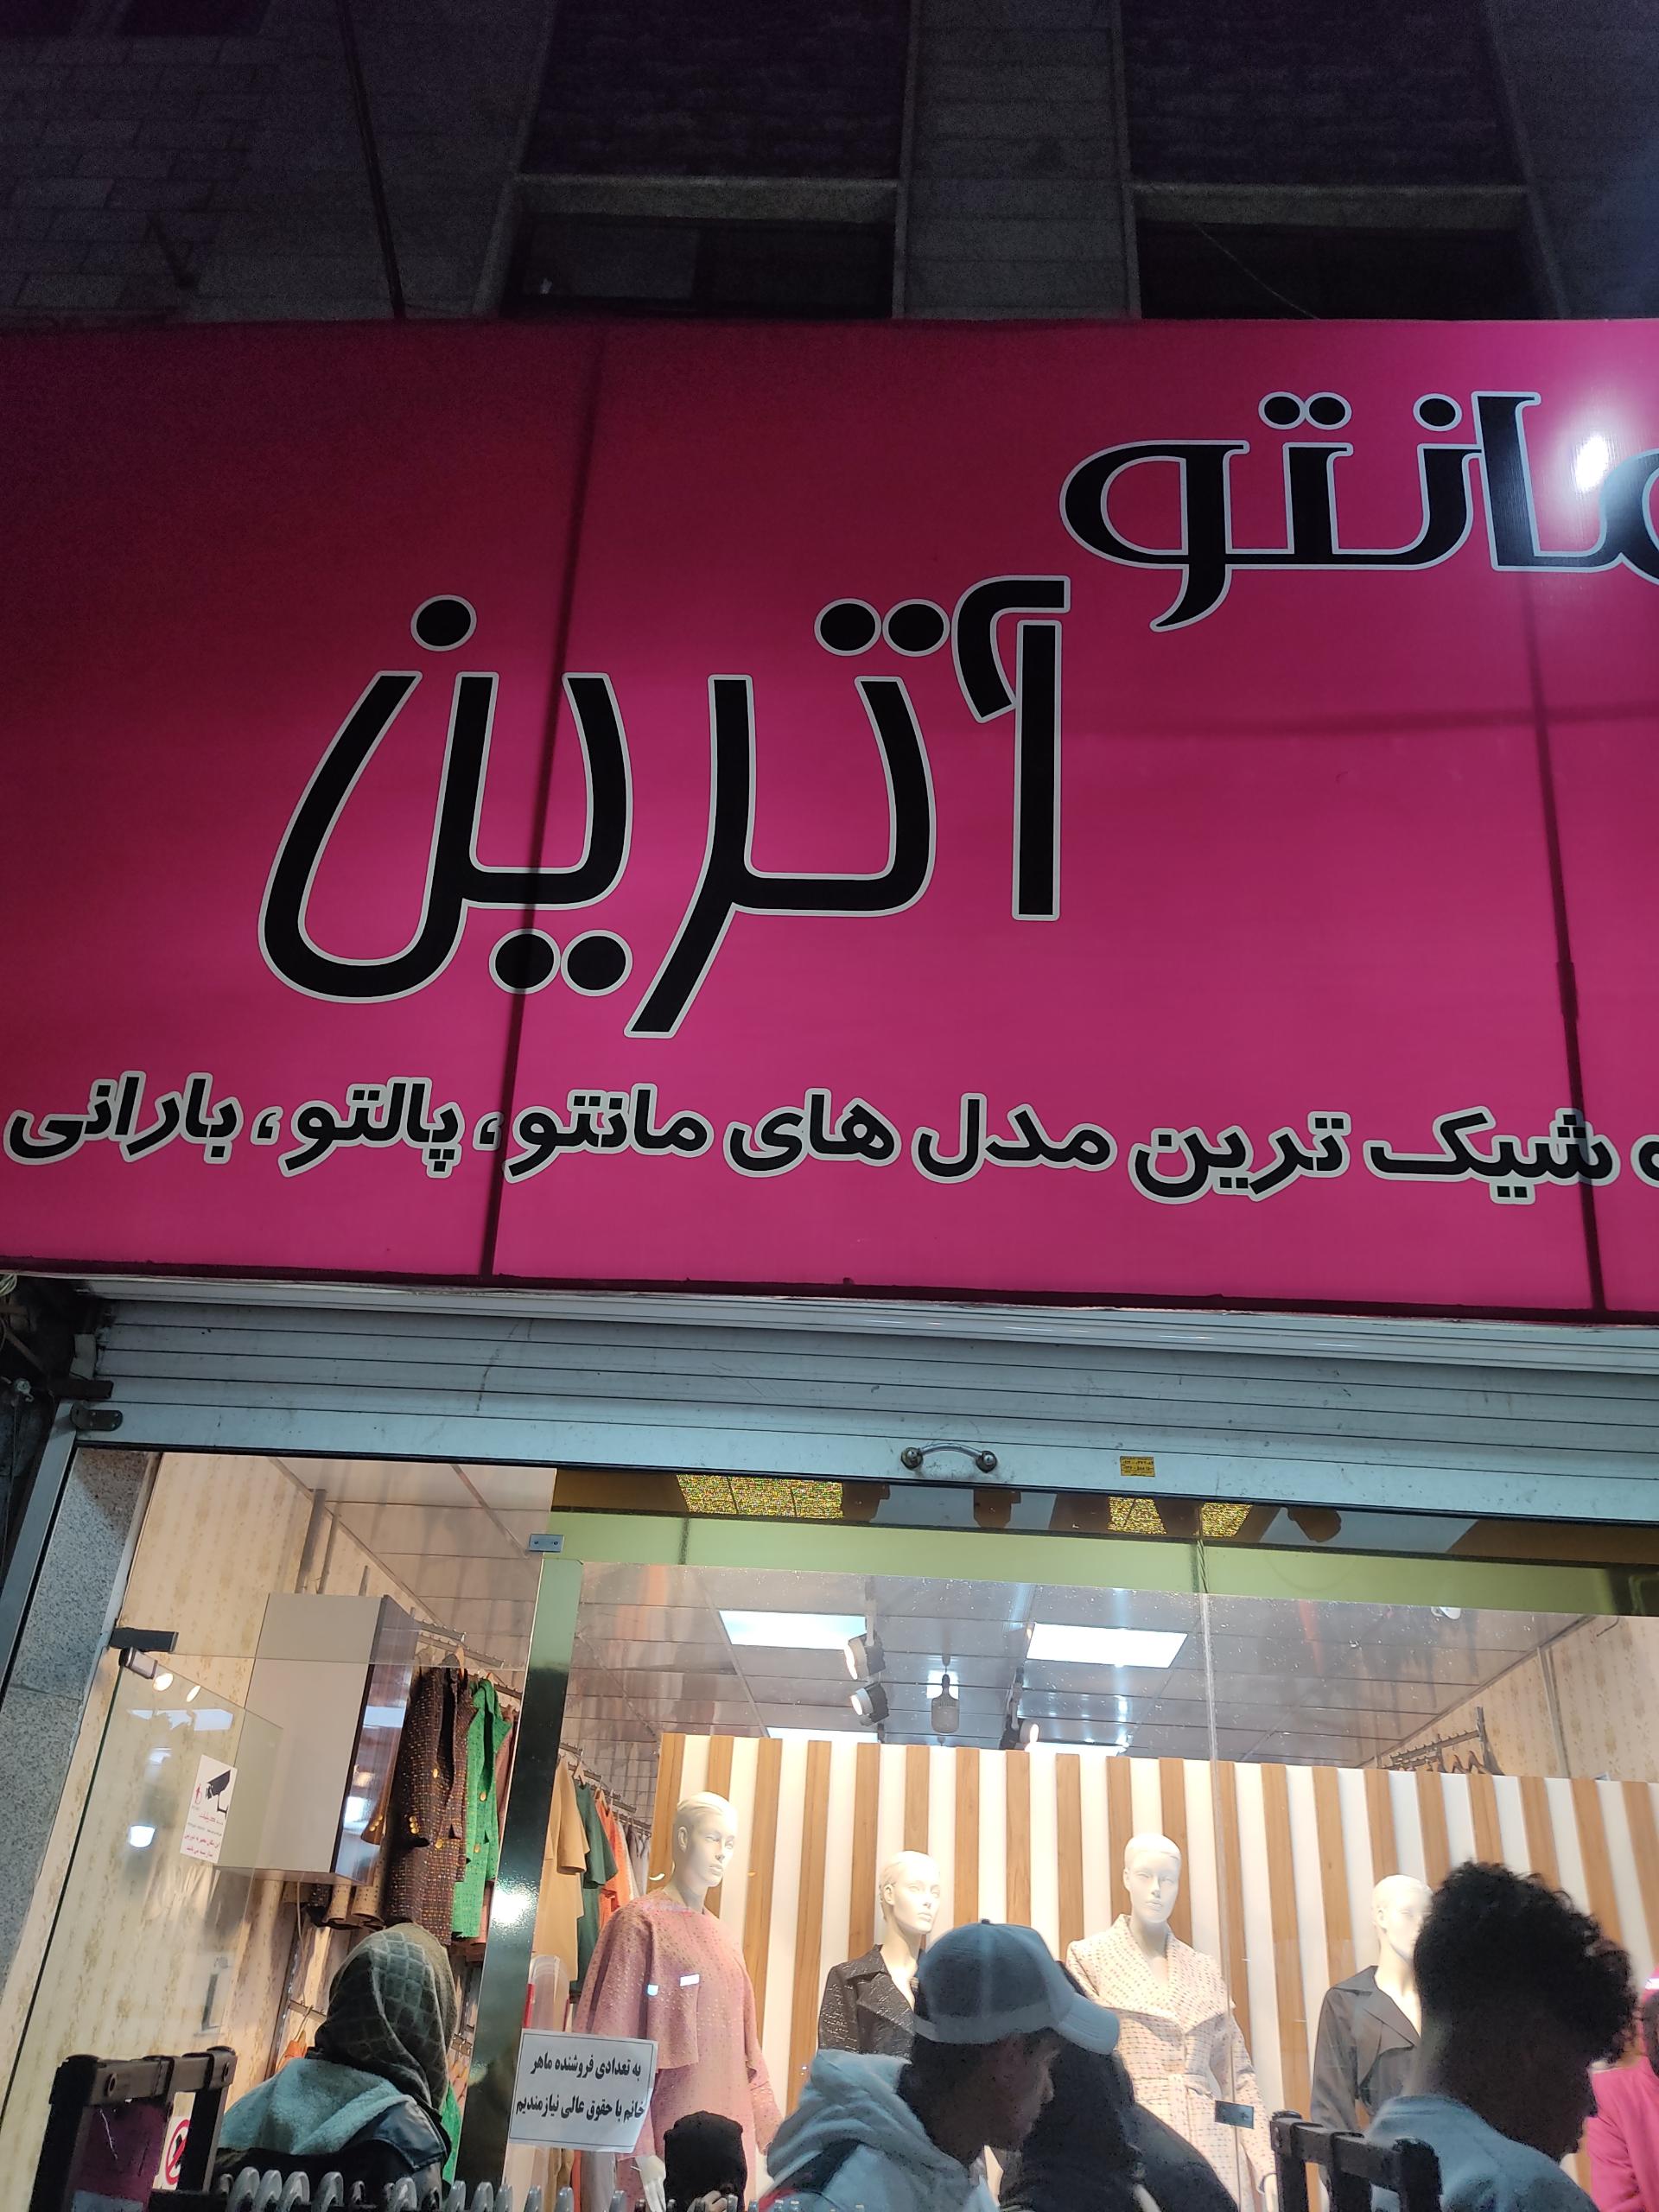 مانتو
آترین
شیک ترین مدل های مانتو، پالتو، بارانی
به تعدادی فروشنده ماهر
خانم با حقوق عالی نیازمندیم